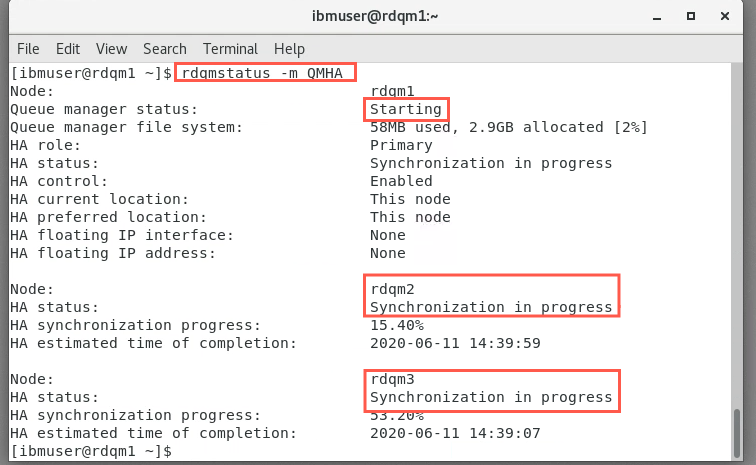 ibmuser@rdqm1:~
File Edit View Search Terminal Help
[ibmuser@rdqm1 ~]$ rdqmstatus -m QMHA
Node: rdqm1
Queue manager status: Starting
Queue manager file system: 58MB used, 2.9GB allocated [2%]
HA role: Primary
HA status: Synchronization in progress
HA control: Enabled
HA current location: This node
HA preferred location: This node
HA floating IP interface: None
HA floating IP address: None
Node: rdqm2
HA status: Synchronization in progress
HA synchronization progress: 15.40%
HA estimated time of completion: 2020-06-11 14:39:59
Node: rdqm3
HA status: Synchronization in progress
HA synchronization progress: 53.20%
HA estimated time of completion: 2020-06-11 14:39:07
[ibmuser@rdqm1 ~]$